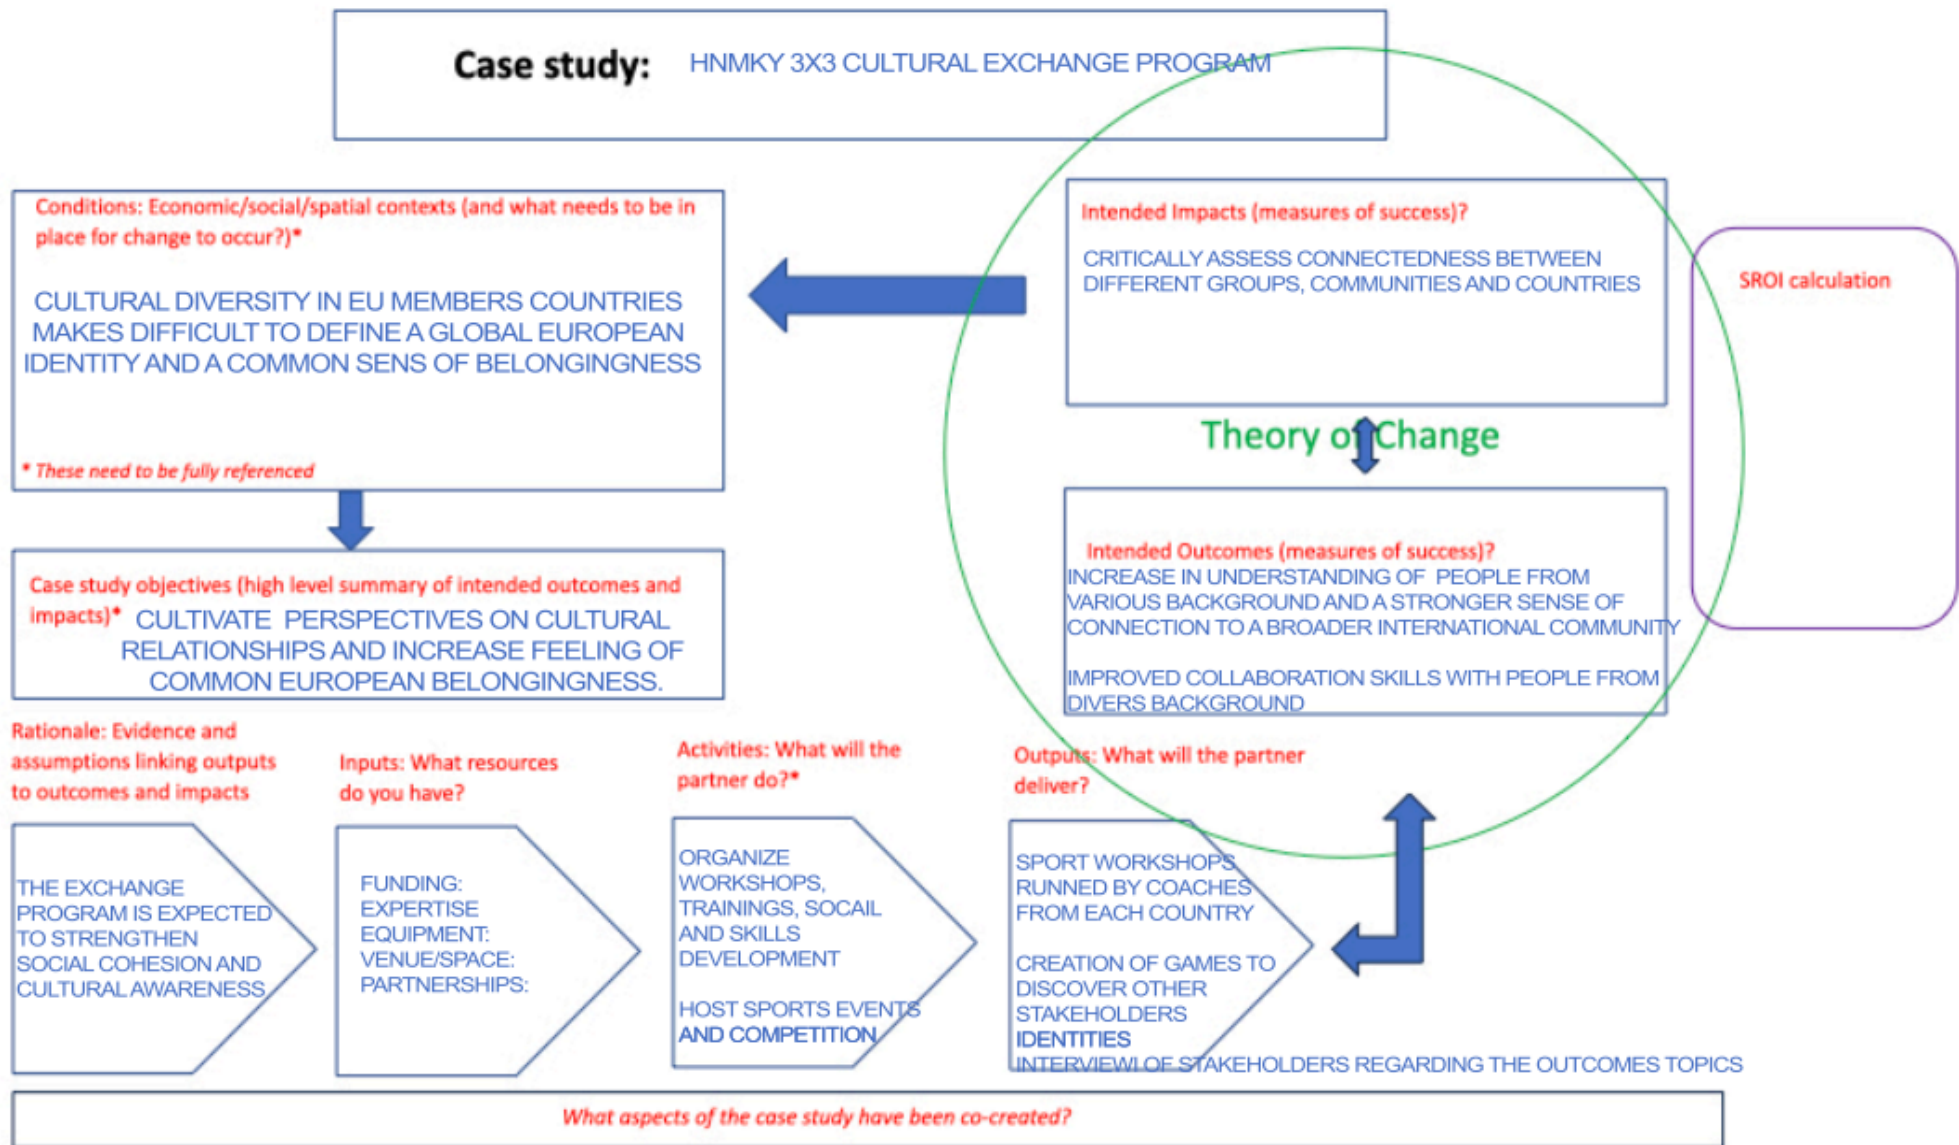 Case study: HNMKY 3X3 CULTURAL EXCHANGE PROGRAM
Conditions: Economic/social/spatial contexts (and what needs to be in
place for change to occur?)*
CULTURAL DIVERSITY IN EU MEMBERS COUNTRIES
MAKES DIFFICULT TO DEFINE A GLOBAL EUROPEAN
IDENTITY AND A COMMON SENS OF BELONGINGNESS
* These need to be fully referenced
Intended Impacts (measures of success)?
CRITICALLY ASSESS CONNECTEDNESS BETWEEN
DIFFERENT GROUPS, COMMUNITIES AND COUNTRIES
SROI calculation
Theory of Change
Case study objectives (high level summary of intended outcomes and
impacts)* CULTIVATE PERSPECTIVES ON CULTURAL
RELATIONSHIPS AND INCREASE FEELING OF
COMMON EUROPEAN BELONGINGNESS.
Intended Outcomes (measures of success)?
INCREASE IN UNDERSTANDING OF PEOPLE FROM
VARIOUS BACKGROUND AND A STRONGER SENSE OF
CONNECTION TO A BROADER INTERNATIONAL COMMUNITY
IMPROVED COLLABORATION SKILLS WITH PEOPLE FROM
DIVERS BACKGROUND
Rationale: Evidence and
assumptions linking outputs
to outcomes and impacts
THE EXCHANGE
PROGRAM IS EXPECTED
TO STRENGTHEN
SOCIAL COHESION AND
CULTURAL AWARENESS
Inputs: What resources
do you have?
FUNDING:
EXPERTISE
EQUIPMENT:
VENUE/SPACE:
PARTNERSHIPS:
Activities: What will the
partner do?*
ORGANIZE
WORKSHOPS,
TRAININGS, SOCAIL
AND SKILLS
DEVELOPMENT
HOST SPORTS EVENTS
AND COMPETITION
Outputs: What will the partner
deliver?
SPORT WORKSHOPS
RUNNED BY COACHES
FROM EACH COUNTRY
CREATION OF GAMES TO
DISCOVER OTHER
STAKEHOLDERS
IDENTITIES
INTERVIEWI OF STAKEHOLDERS REGARDING THE OUTCOMES TOPICS
What aspects of the case study have been co-created?